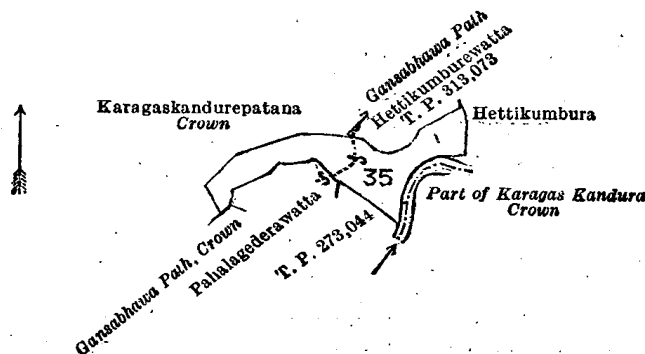 Gansabhawa Path
Hettikumburewatta
T. P. 313,073
Karagaskandurepatana
Crown
Hettikumbura
35
Part of Karagas Kandura
Crown
Gansabhawa Path, Crown
Pahalagederawatta
T. P. 273,044